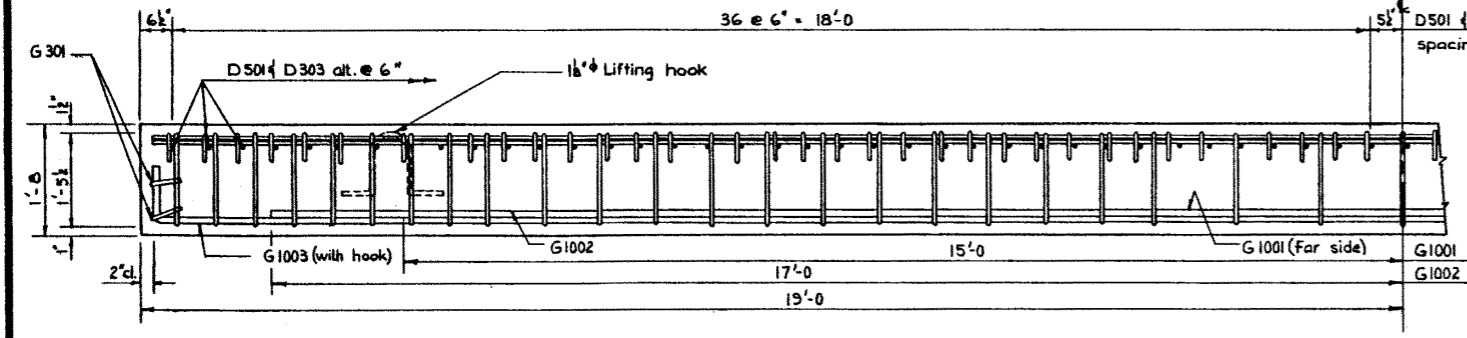 6½"
36 @ 6" = 18'-0
5½"
D501 &
spacin
G301
D501 & D303 alt. @ 6"
1⅛"ϕ Lifting hook
1½"
1'-8
1'-5½
1"
G1003 (with hook)
G1002
15'-0
G1001 (Far side)
G1001
2"cl.
17'-0
G1002
19'-0